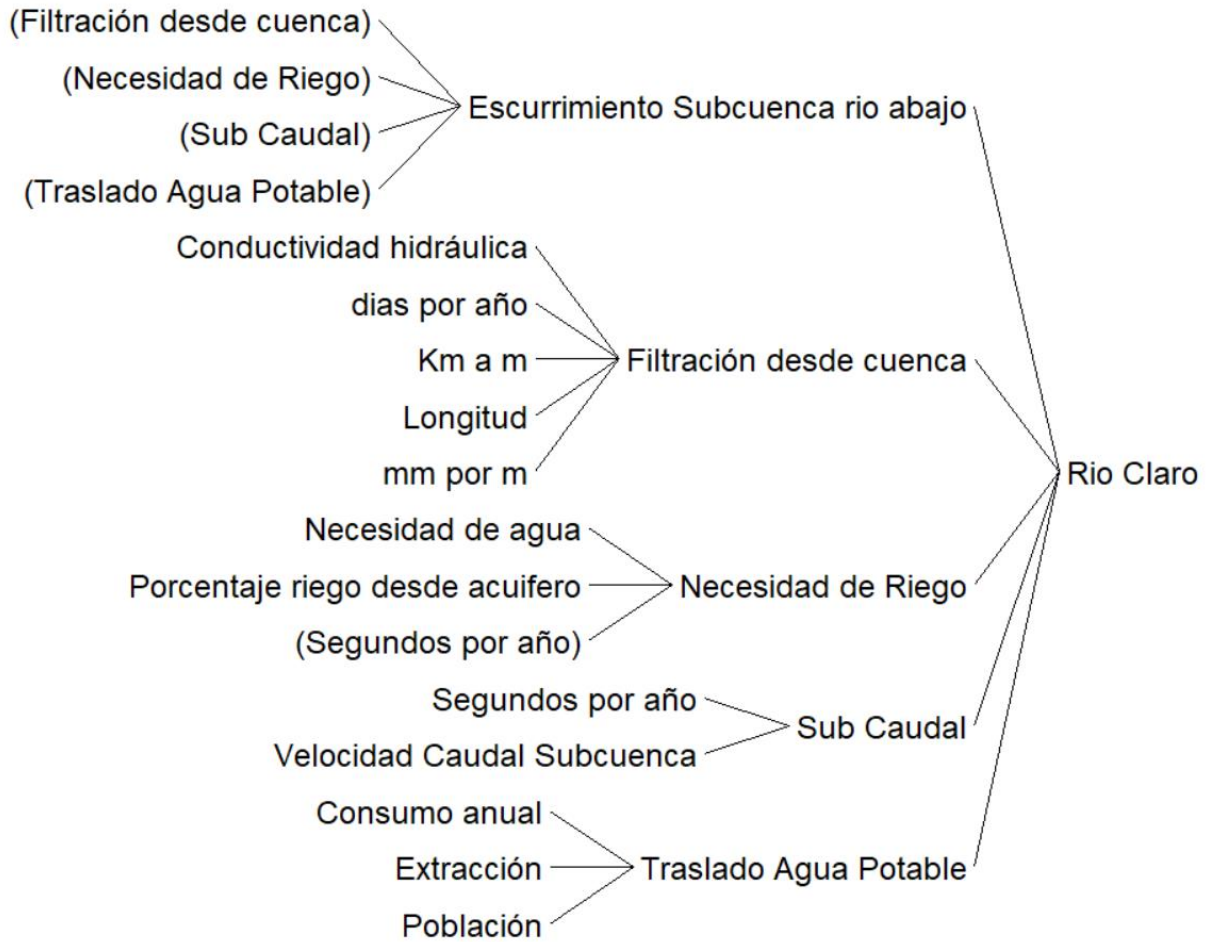 (Filtración desde cuenca)
(Necesidad de Riego)
Escurrimiento Subcuenca rio abajo
(Sub Caudal)
(Traslado Agua Potable)
Conductividad hidráulica
dias por año
Km a m
Filtración desde cuenca
Longitud
mm por m
Rio Claro
Necesidad de agua
Porcentaje riego desde acuifero
Necesidad de Riego
(Segundos por año)
Segundos por año
Sub Caudal
Velocidad Caudal Subcuenca
Consumo anual
Extracción
Traslado Agua Potable
Población